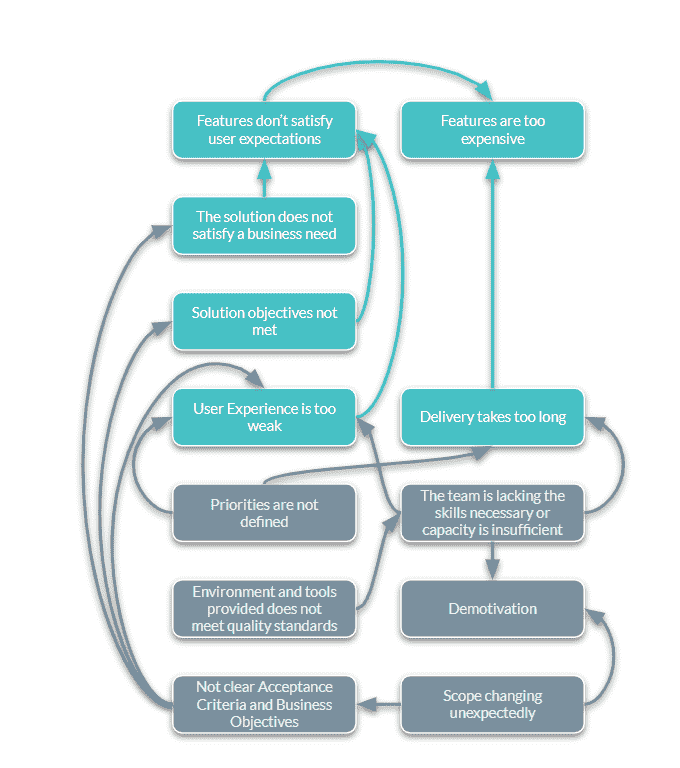 Features don't satisfy
user expectations
Features are too
expensive
The solution does not
satisfy a business need
Solution objectives not
met
User Experience is too
weak
Delivery takes too long
Priorities are not
defined
The team is lacking the
skills necessary or
capacity is insufficient
Environment and tools
provided does not
meet quality standards
Demotivation
Not clear Acceptance
Criteria and Business
Objectives
Scope changing
unexpectedly